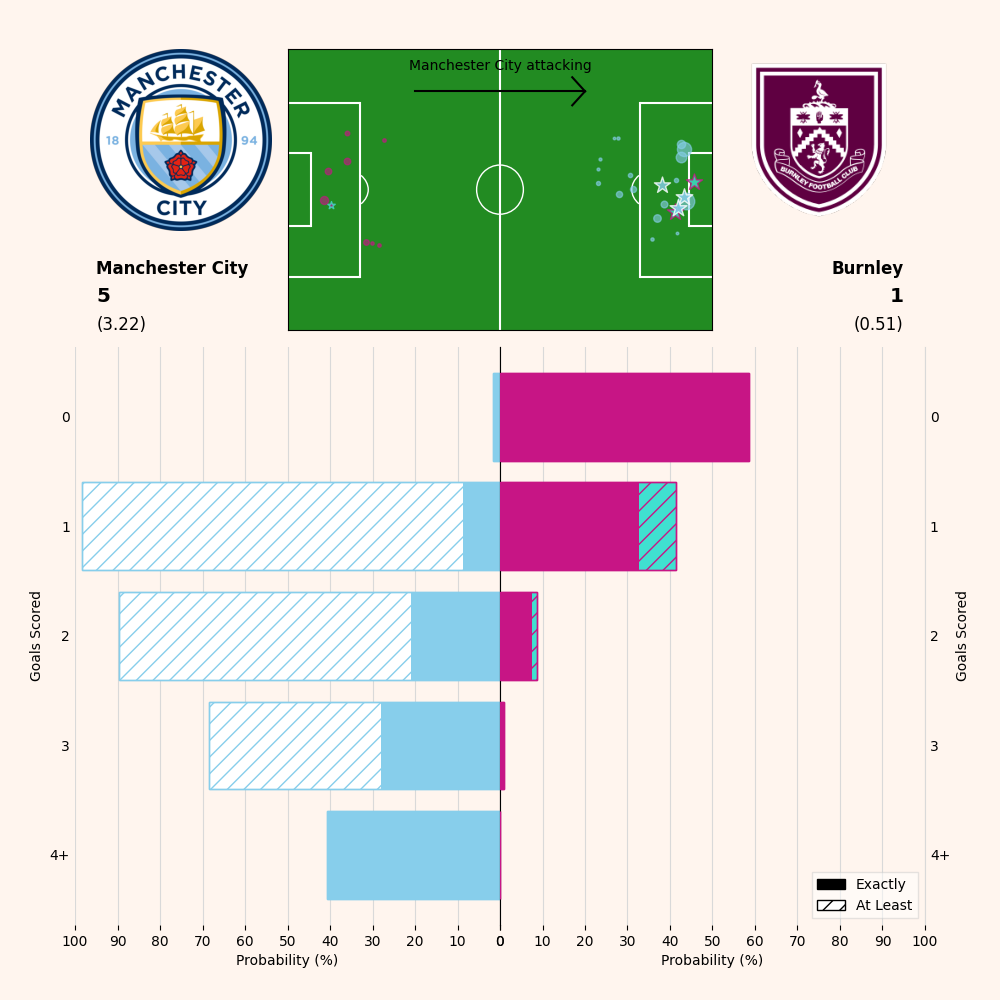 MANCHESTER
18 94
CITY
Manchester City attacking
BURNLEY FOOTBALL CLUB
Manchester City
5
(3.22)
Burnley
1
(0.51)
Goals Scored
0
1
2
3
4+
0
1
2
3
4+
Goals Scored
Exactly
At Least
100 90 80 70 60 50 40 30 20 10 0
0 10 20 30 40 50 60 70 80 90 100
Probability (%)
Probability (%)